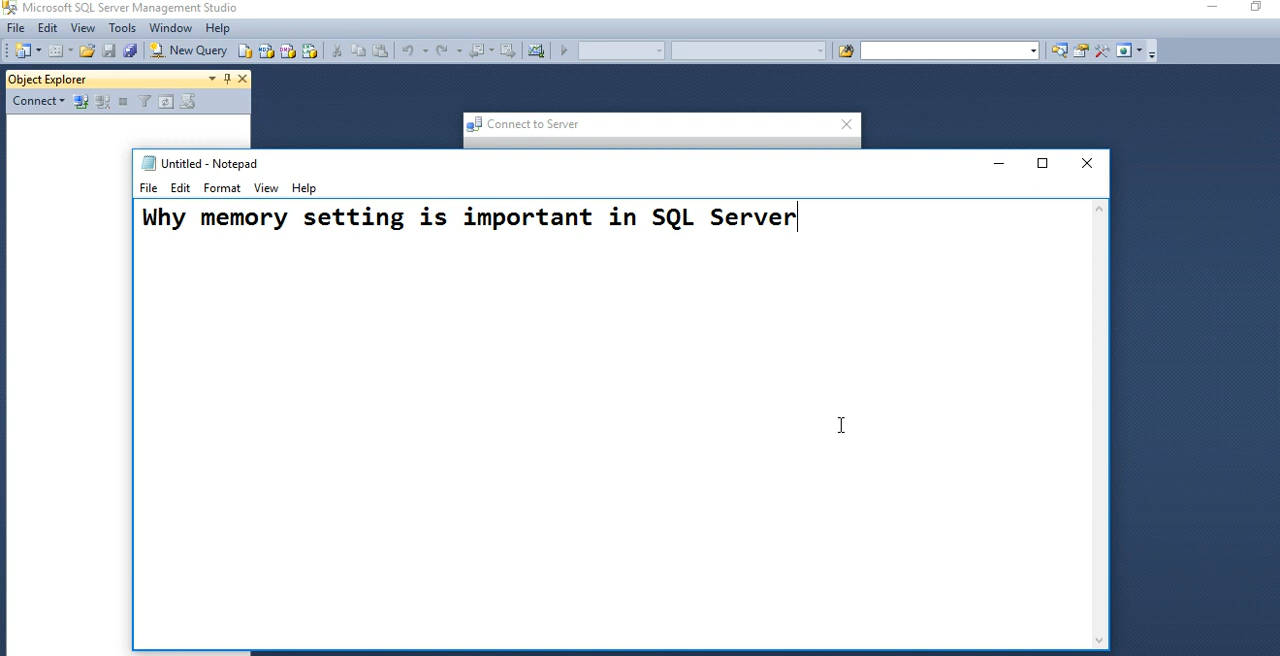 Microsoft SQL Server Management Studio
File Edit View Tools Window Help
New Query
Object Explorer
Connect
Connect to Server
Untitled - Notepad
File Edit Format View Help
Why memory setting is important in SQL Server